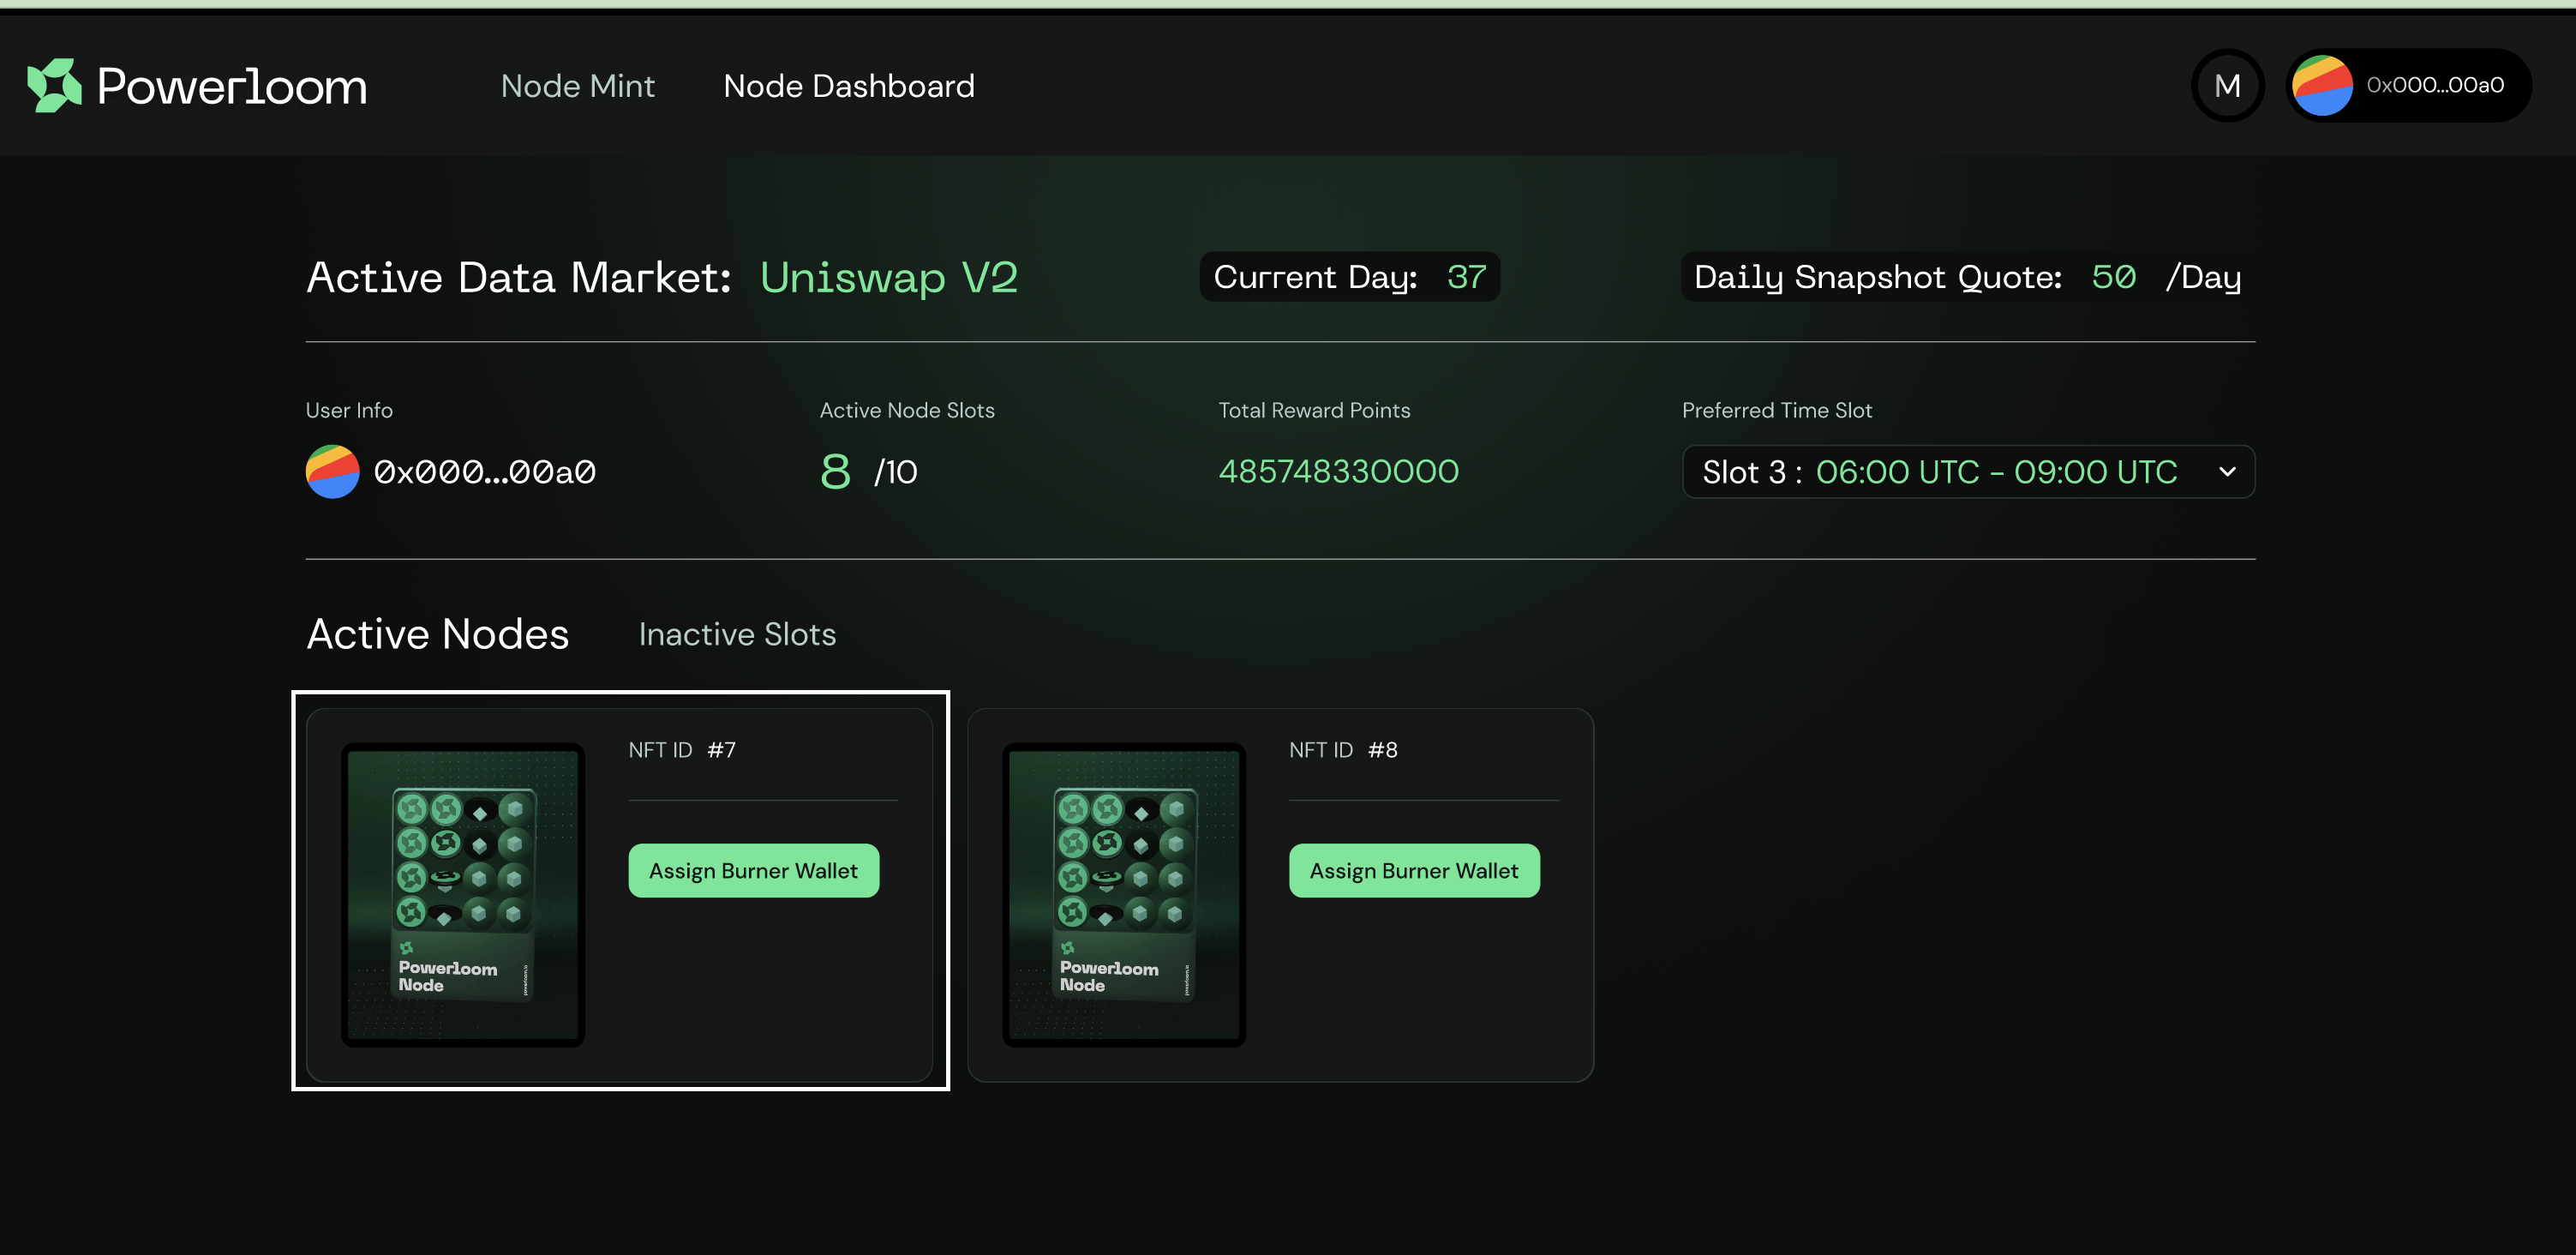 Powerloom
Node Mint
Node Dashboard
M
0x000...00a0
Active Data Market: Uniswap V2
Current Day: 37
Daily Snapshot Quote: 50 /Day
User Info
Active Node Slots
Total Reward Points
Preferred Time Slot
0x000...00a0
8 /10
485748330000
Slot 3 : 06:00 UTC - 09:00 UTC
Active Nodes
Inactive Slots
NFT ID #7
Assign Burner Wallet
Powerloom
Node
NFT ID #8
Assign Burner Wallet
Powerloom
Node